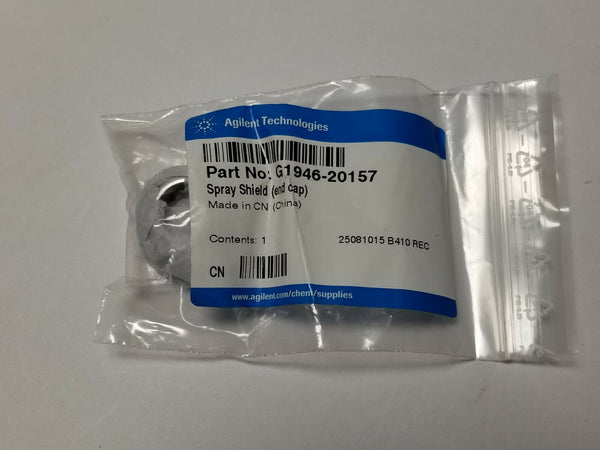 Agilent Technologies
Part No: G1946-20157
Spray Shield (end cap)
Made in CN (China)
Contents: 1
25081015 B410 REC
CN
www.agilent.com/chem/supplies